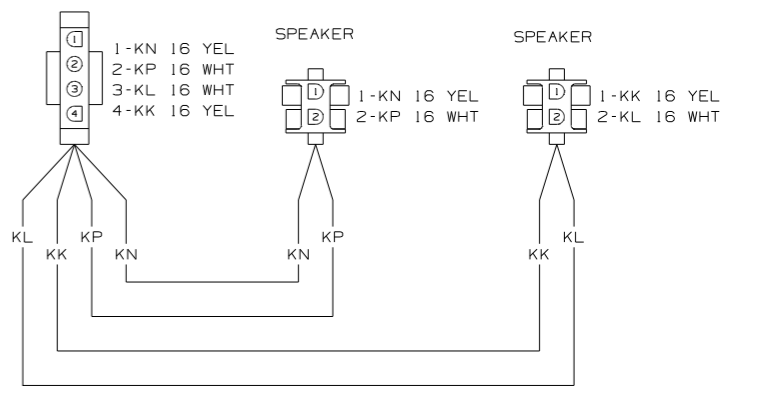 SPEAKER
SPEAKER
1
2
3
4
1-KN 16 YEL
2-KP 16 WHT
3-KL 16 WHT
4-KK 16 YEL
1
2
1-KN 16 YEL
2-KP 16 WHT
1
2
1-KK 16 YEL
2-KL 16 WHT
KL
KK
KP
KN
KN
KP
KK
KL